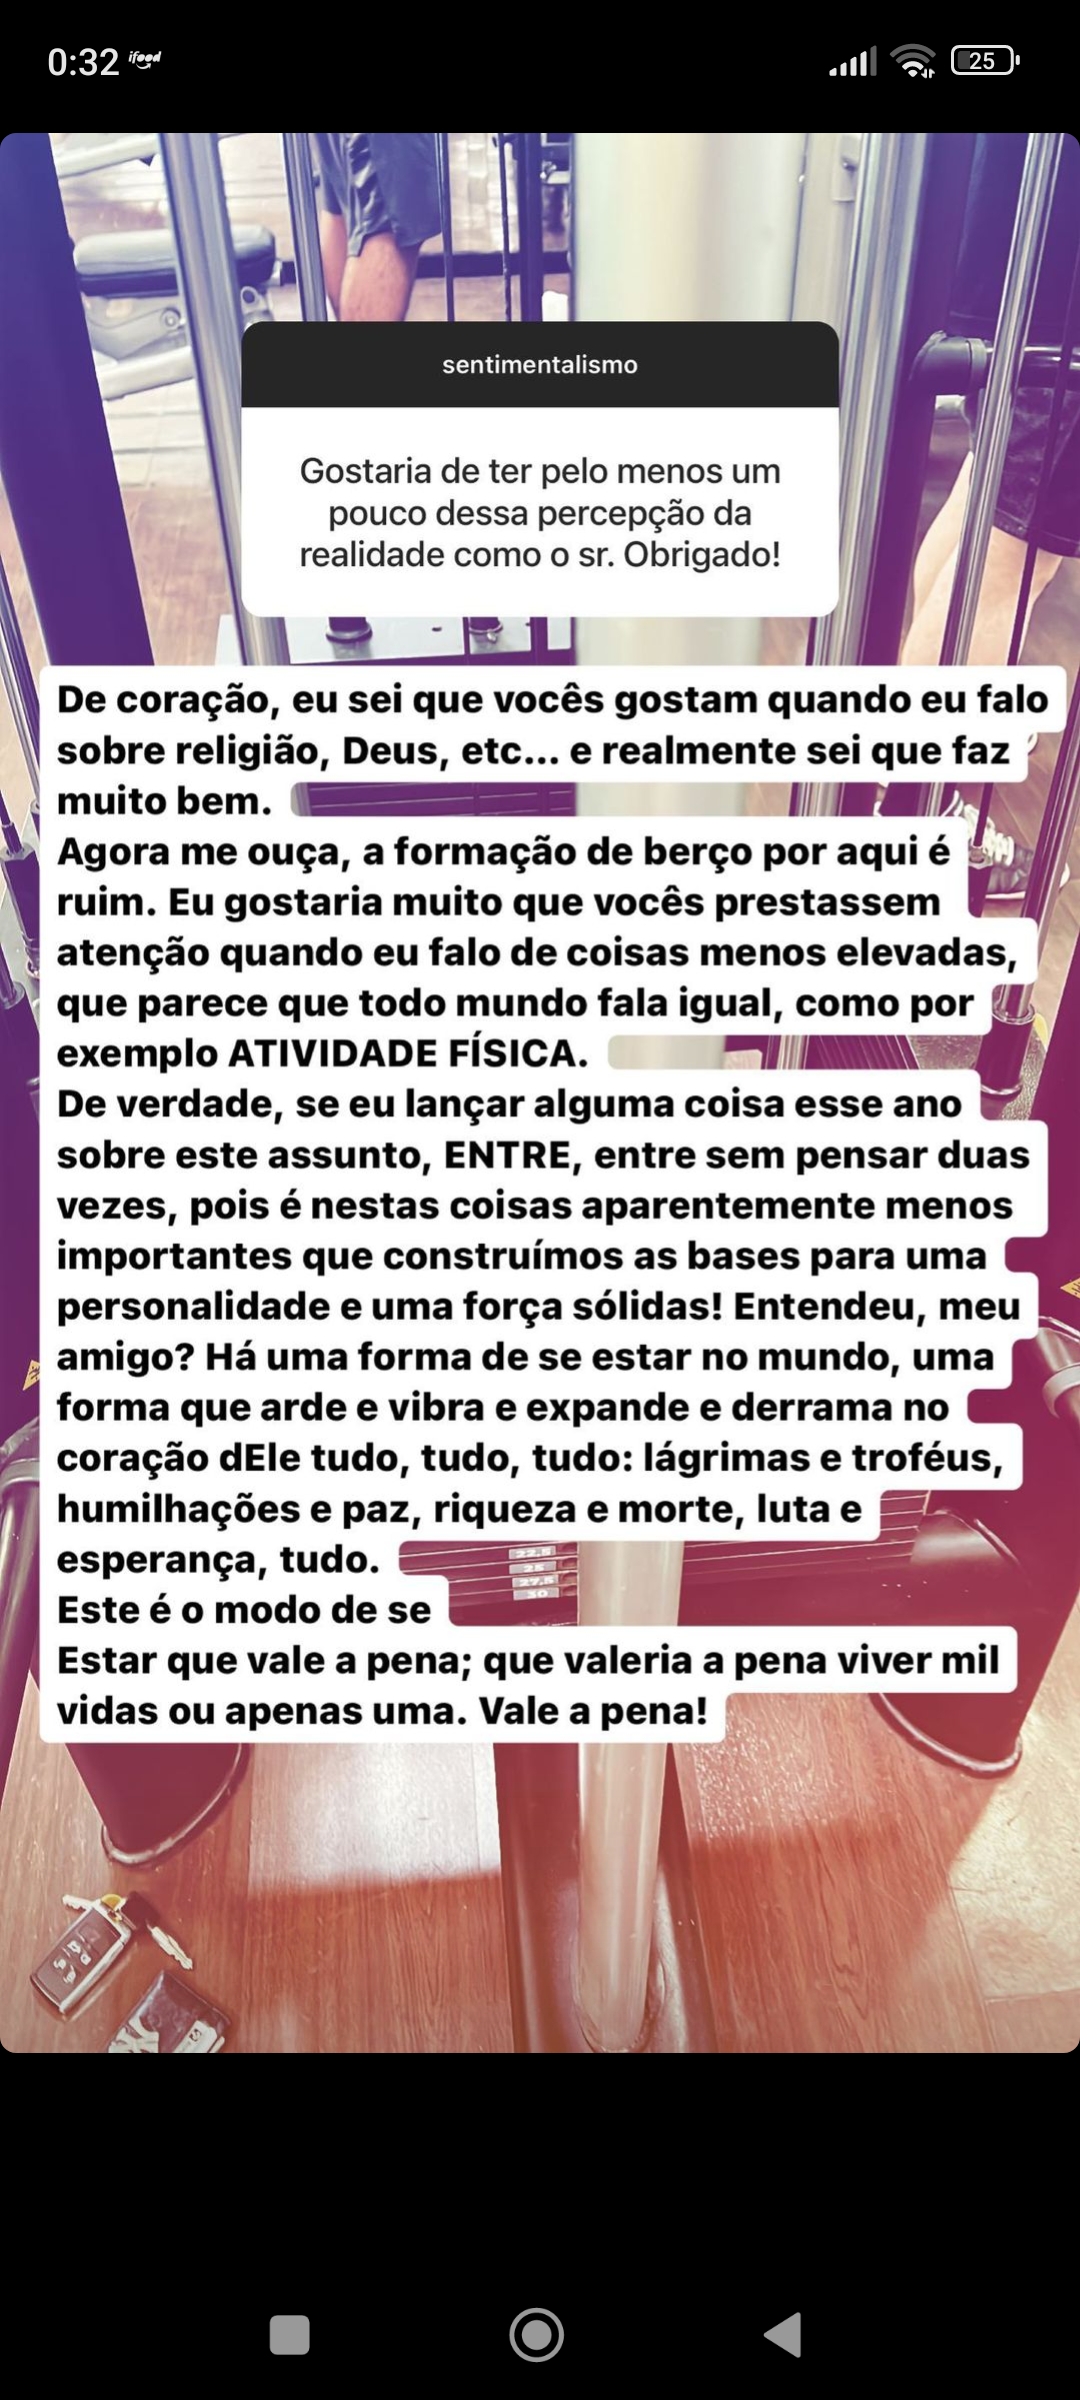 0:32 ifood
25
sentimentalismo
Gostaria de ter pelo menos um
pouco dessa percepção da
realidade como o sr. Obrigado!
De coração, eu sei que vocês gostam quando eu falo
sobre religião, Deus, etc... e realmente sei que faz
muito bem.
Agora me ouça, a formação de berço por aqui é
ruim. Eu gostaria muito que vocês prestassem
atenção quando eu falo de coisas menos elevadas,
que parece que todo mundo fala igual, como por
exemplo ATIVIDADE FÍSICA.
De verdade, se eu lançar alguma coisa esse ano
sobre este assunto, ENTRE, entre sem pensar duas
vezes, pois é nestas coisas aparentemente menos
importantes que construímos as bases para uma
personalidade e uma força sólidas! Entendeu, meu
amigo? Há uma forma de se estar no mundo, uma
forma que arde e vibra e expande e derrama no
coração dEle tudo, tudo, tudo: lágrimas e troféus,
humilhações e paz, riqueza e morte, luta e
esperança, tudo.
22.5
25
27.5
30
Este é o modo de se
Estar que vale a pena; que valeria a pena viver mil
vidas ou apenas uma. Vale a pena!